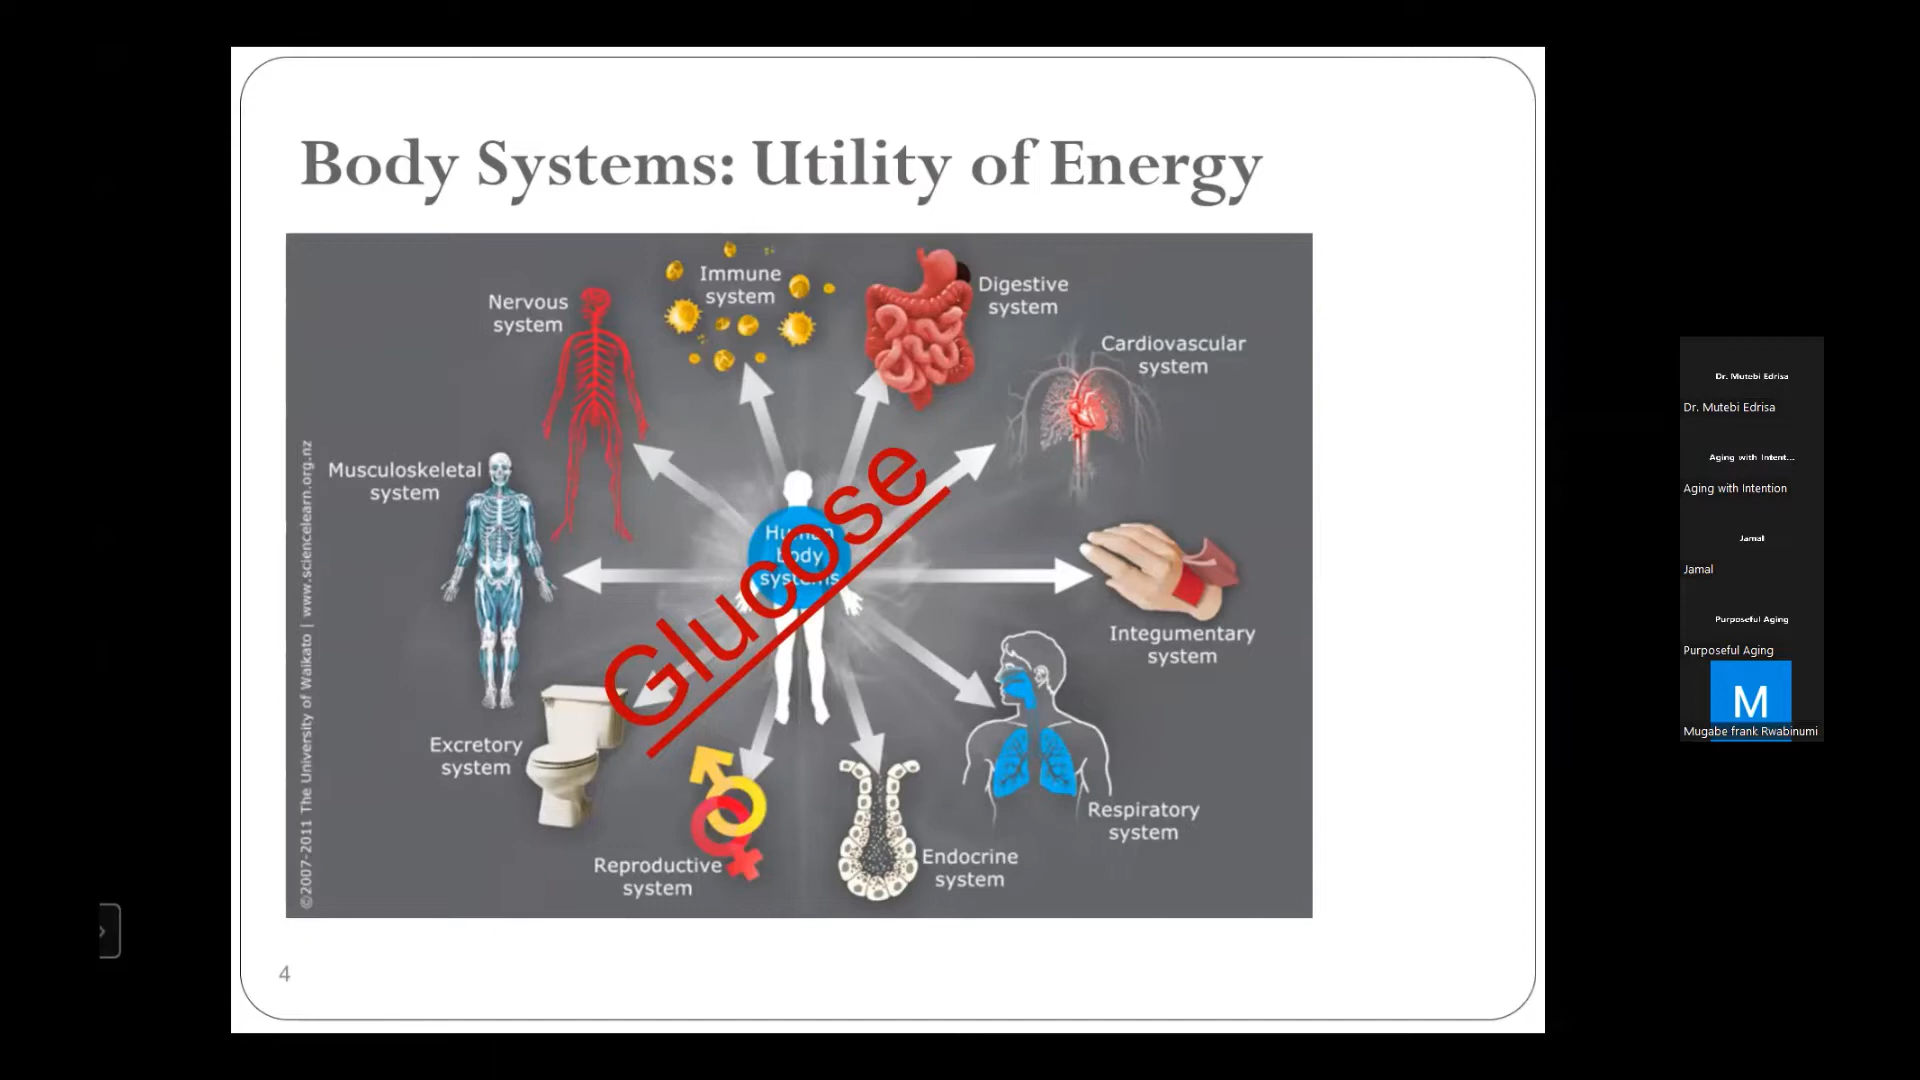 Body Systems: Utility of Energy
Immune
system
Digestive
system
Nervous
system
Cardiovascular
system
Musculoskeletal
system
Human
body
systems
Glucose
Integumentary
system
Excretory
system
Respiratory
system
Reproductive
system
Endocrine
system
©2007-2011 The University of Waikato | www.sciencelearn.org.nz
4
Dr. Mutebi Edrisa
Dr. Mutebi Edrisa
Aging with Intent...
Aging with Intention
Jamal
Jamal
Purposeful Aging
Purposeful Aging
M
Mugabe frank Rwabinumi